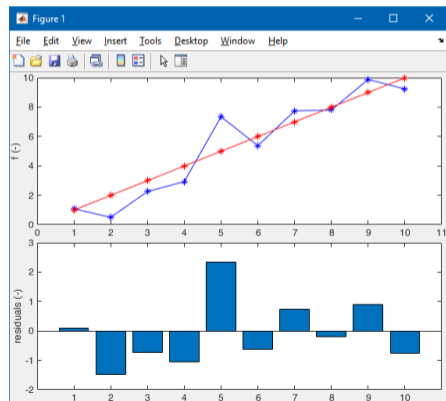 Figure 1
File Edit View Insert Tools Desktop Window Help
10
8
6
4
2
0
f (-)
0 1 2 3 4 5 6 7 8 9 10 11
3
2
1
0
-1
-2
residuals (-)
1 2 3 4 5 6 7 8 9 10